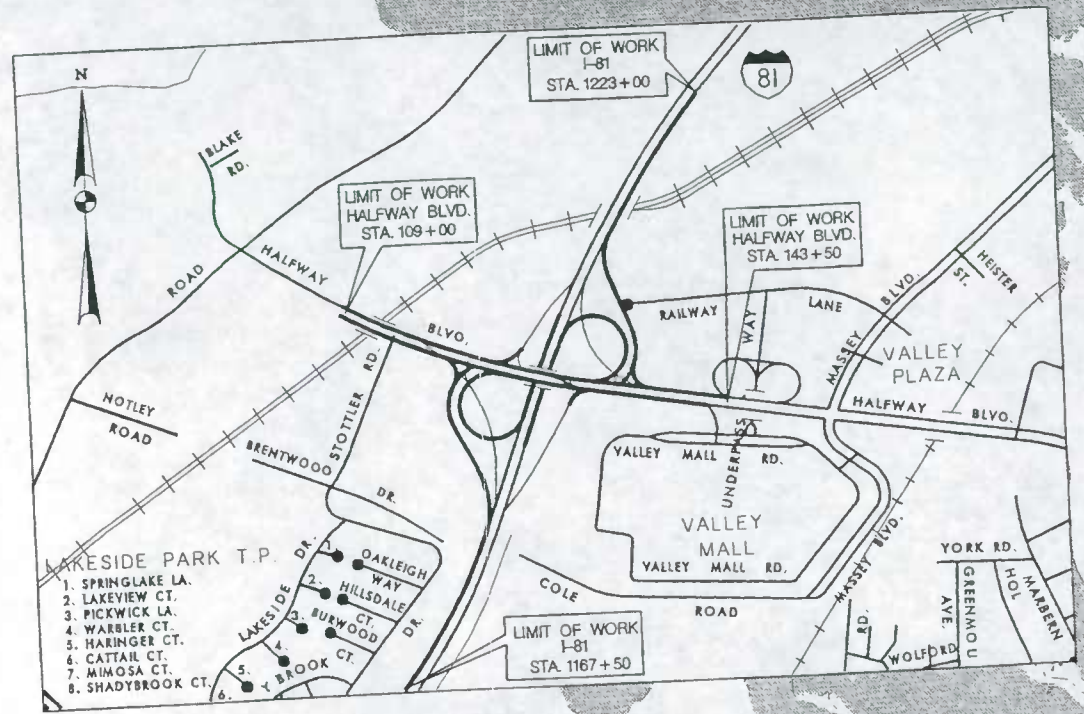 N
LIMIT OF WORK
I-81
STA. 1223+00
81
BLAKE
RD.
LIMIT OF WORK
HALFWAY BLVD.
STA. 109+00
LIMIT OF WORK
HALFWAY BLVD.
STA. 143+50
HALFWAY
BLVD.
ROAD
RAILWAY
LANE
WAY
UNDERPASS
MASSEY BLVD.
HEISTER
ST.
VALLEY
PLAZA
HALFWAY
BLVD.
NOTLEY
ROAD
STOTTLER RD.
BRENTWOOD
DR.
VALLEY MALL RD.
VALLEY
MALL
VALLEY MALL RD.
MASSEY BLVD.
COLE
ROAD
YORK RD.
GREENMOU
AVE.
HOL
MARBERN
RD.
WOLFORD
LAKESIDE PARK T.P.
1. SPRINGLAKE LA.
2. LAKEVIEW CT.
3. PICKWICK LA.
4. WARBLER CT.
5. HARINGER CT.
6. CATTAIL CT.
7. MIMOSA CT.
8. SHADYBROOK CT.
LAKESIDE DR.
OAKLEIGH
WAY
2.
HILLSDALE
CT.
3.
BURWOOD
CT.
DR.
4.
Y BROOK
5.
6.
LIMIT OF WORK
I-81
STA. 1167+50